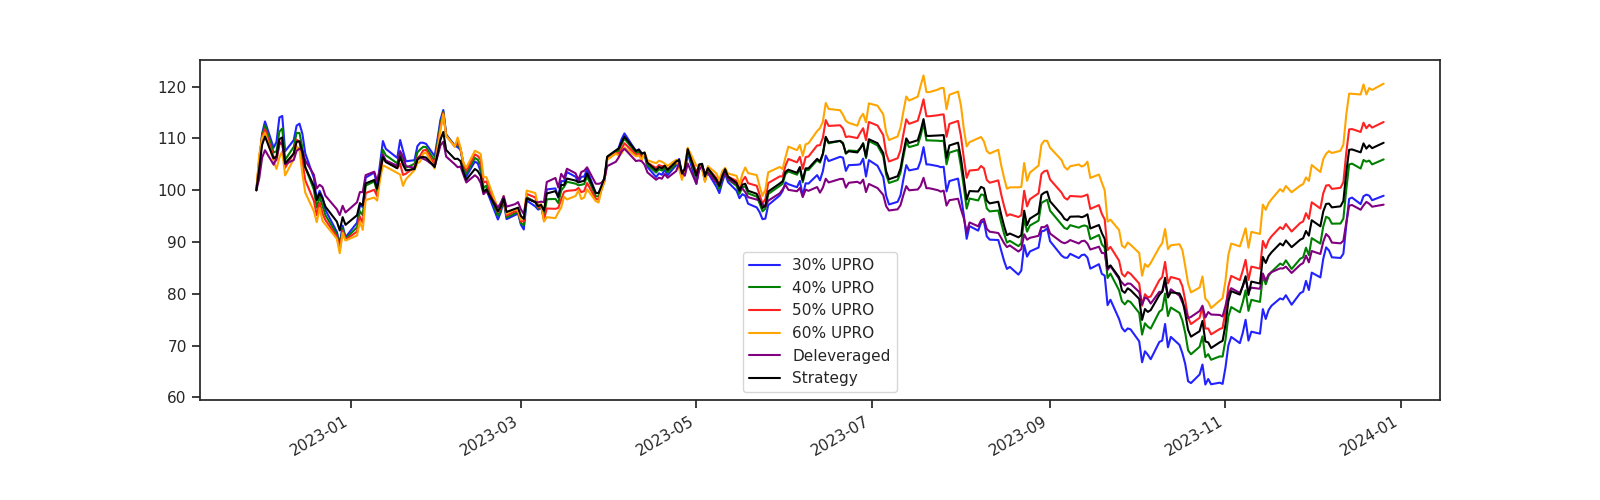 120
110
100
90
80
70
60
30% UPRO
40% UPRO
50% UPRO
60% UPRO
Deleveraged
Strategy
2023-01
2023-03
2023-05
2023-07
2023-09
2023-11
2024-01